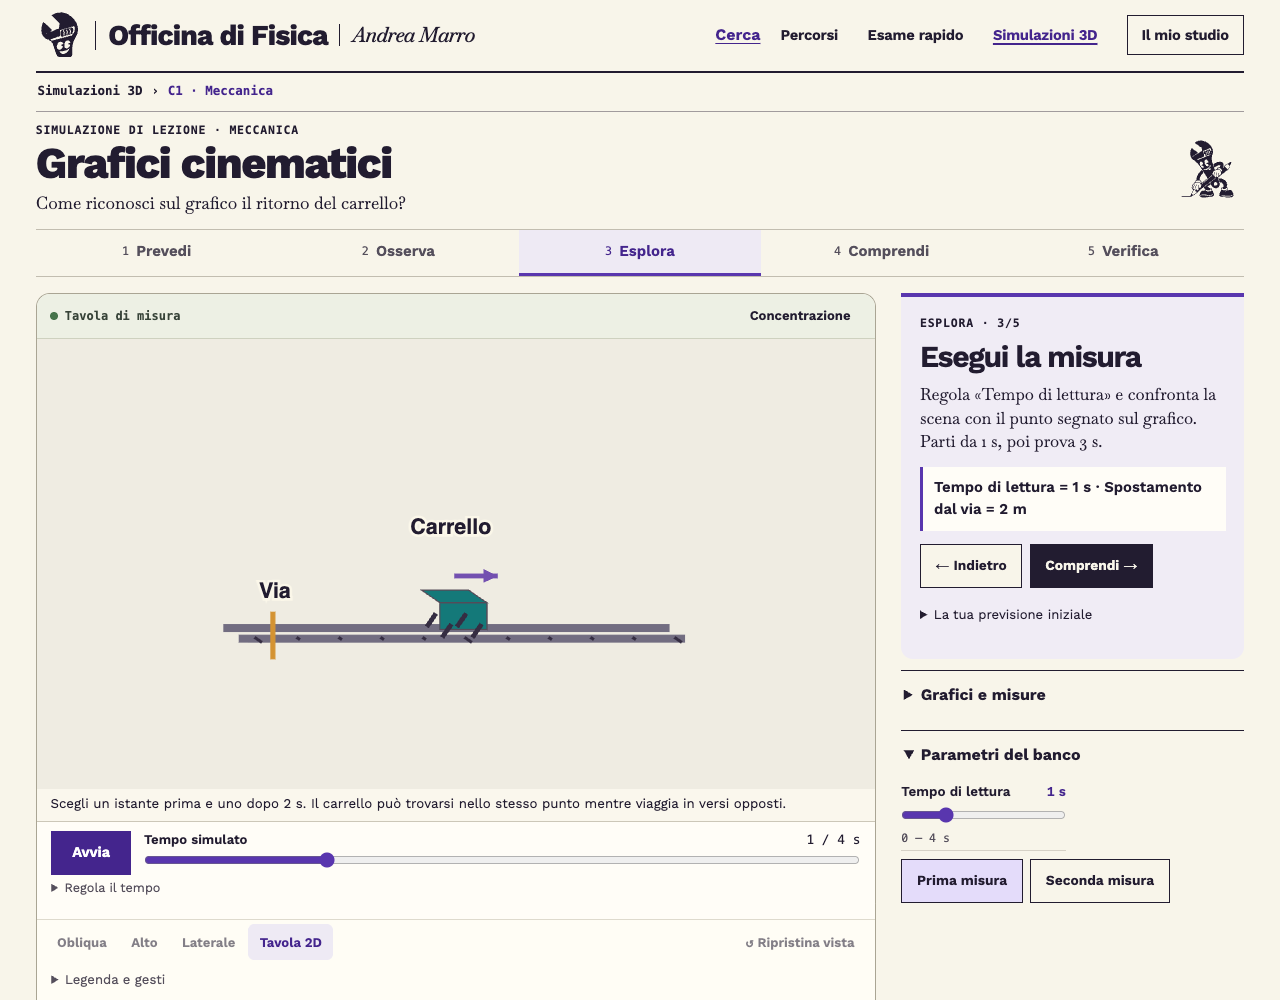 Officina di Fisica
Andrea Marro
Cerca
Percorsi
Esame rapido
Simulazioni 3D
Il mio studio
Simulazioni 3D › C1 · Meccanica
SIMULAZIONE DI LEZIONE · MECCANICA
Grafici cinematici
Come riconosci sul grafico il ritorno del carrello?
1 Prevedi
2 Osserva
3 Esplora
4 Comprendi
5 Verifica
Tavola di misura
Concentrazione
Carrello
Via
Scegli un istante prima e uno dopo 2 s. Il carrello può trovarsi nello stesso punto mentre viaggia in versi opposti.
Avvia
Tempo simulato
1 / 4 s
▶ Regola il tempo
Obliqua
Alto
Laterale
Tavola 2D
↺ Ripristina vista
▶ Legenda e gesti
ESPLORA · 3/5
Esegui la misura
Regola «Tempo di lettura» e confronta la
scena con il punto segnato sul grafico.
Parti da 1 s, poi prova 3 s.
Tempo di lettura = 1 s · Spostamento
dal via = 2 m
← Indietro
Comprendi →
▶ La tua previsione iniziale
▶ Grafici e misure
▼ Parametri del banco
Tempo di lettura
1 s
0 — 4 s
Prima misura
Seconda misura